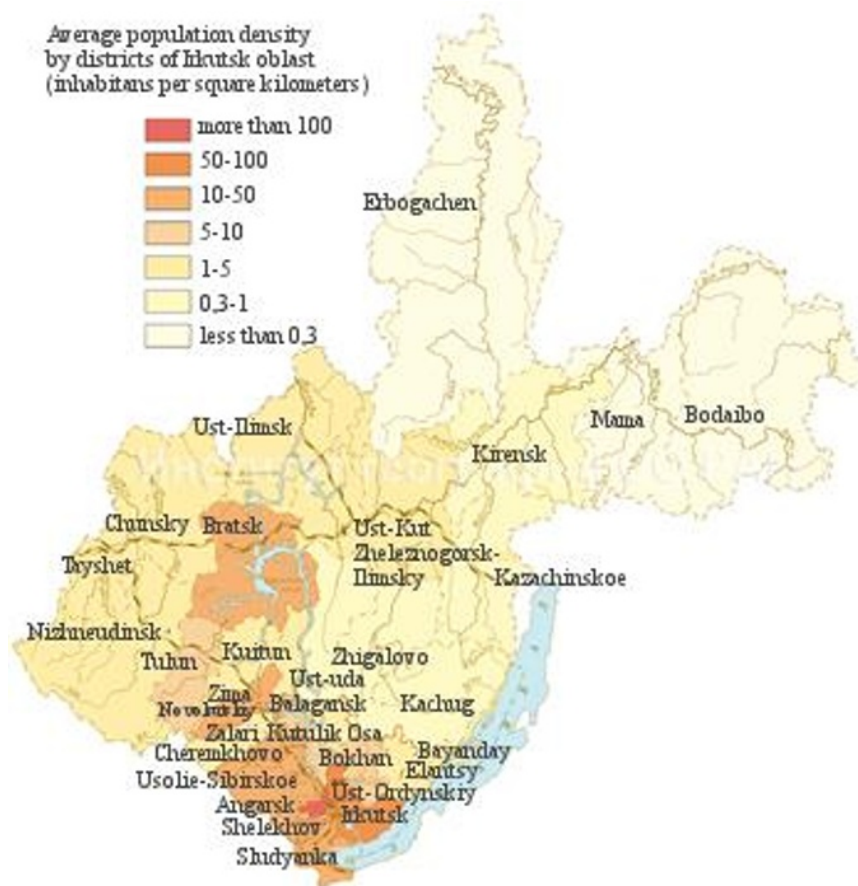 Average population density
by districts of Irkutsk oblast
(inhabitans per square kilometers)
more than 100
50-100
10-50
5-10
1-5
0,3-1
less than 0,3
Erbogachen
Mama
Bodaibo
Ust-Ilimsk
Kirensk
Chunsky
Bratsk
Ust-Kut
Zheleznogorsk-
Ilimsky
Tayshet
Kazachinskoe
Nizhneudinsk
Tulun
Kuitun
Zhigalovo
Ust-uda
Zima
Balagansk
Kachug
Zalari
Kutulik
Osa
Cheremkhovo
Bokhan
Bayanday
Elantsy
Usolie-Sibirskoe
Ust-Ordynskiy
Angarsk
Irkutsk
Shelekhov
Sludyanka